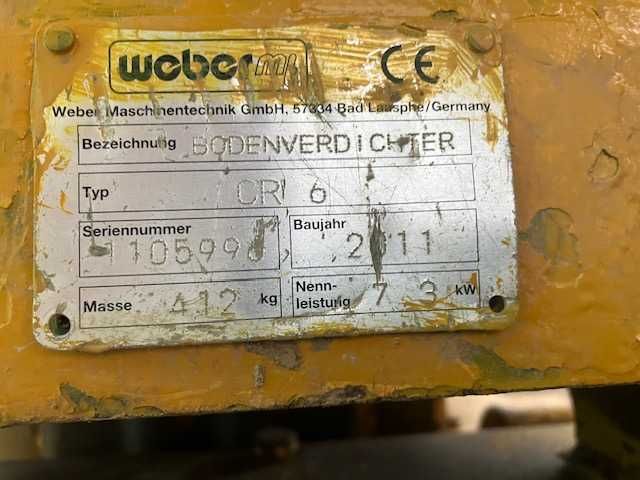 weber mt
CE
Weber Maschinentechnik GmbH, 57334 Bad Laasphe/Germany
Bezeichnung BODENVERDICHTER
Typ CR 6
Seriennummer
Baujahr
2011
Masse 412 kg
Nenn-
leistung 7 3 kW